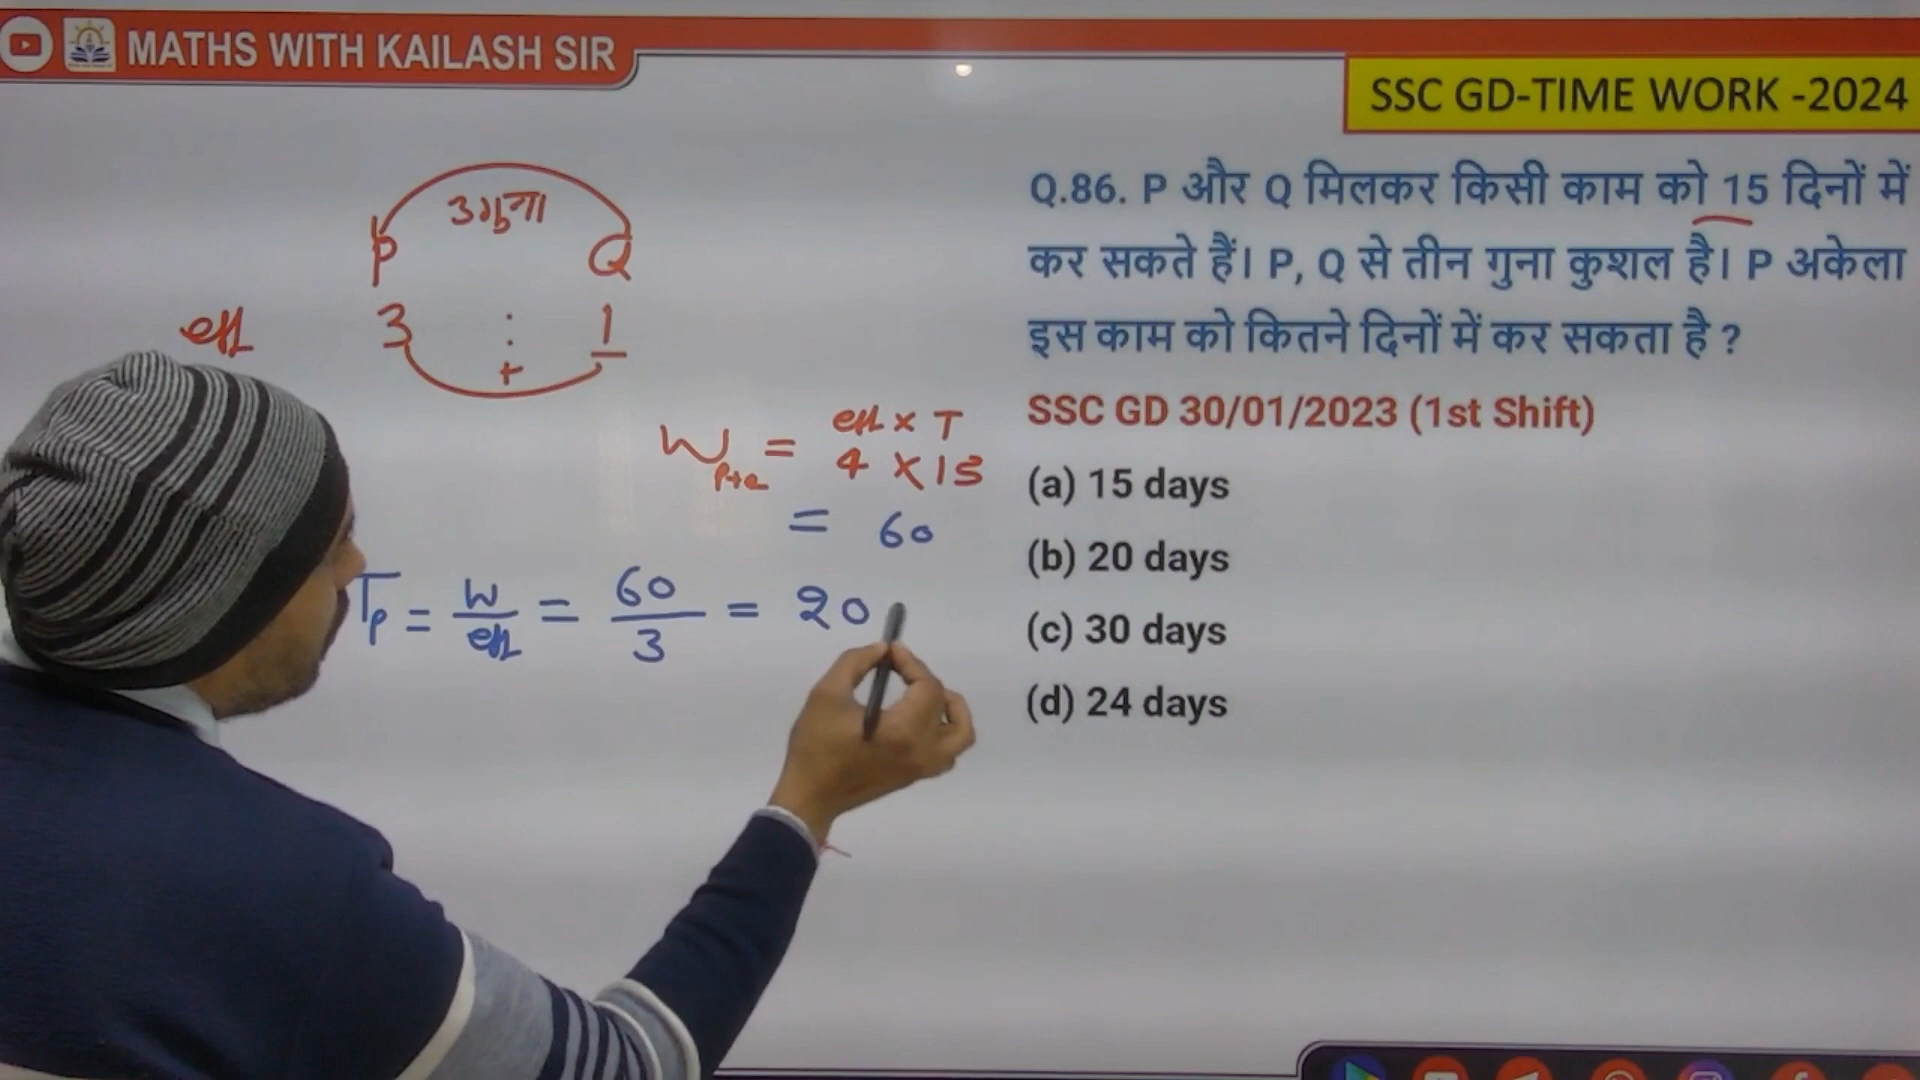 MATHS WITH KAILASH SIR
SSC GD-TIME WORK -2024
Q.86. P और Q मिलकर किसी काम को 15 दिनों में
कर सकते हैं। P, Q से तीन गुना कुशल है। P अकेला
इस काम को कितने दिनों में कर सकता है ?
SSC GD 30/01/2023 (1st Shift)
(a) 15 days
(b) 20 days
(c) 30 days
(d) 24 days
3गुना
P Q
eff 3 : 1
+
eff x T
W P+Q = 4 x 15
= 60
Tp = W/eff = 60/3 = 20